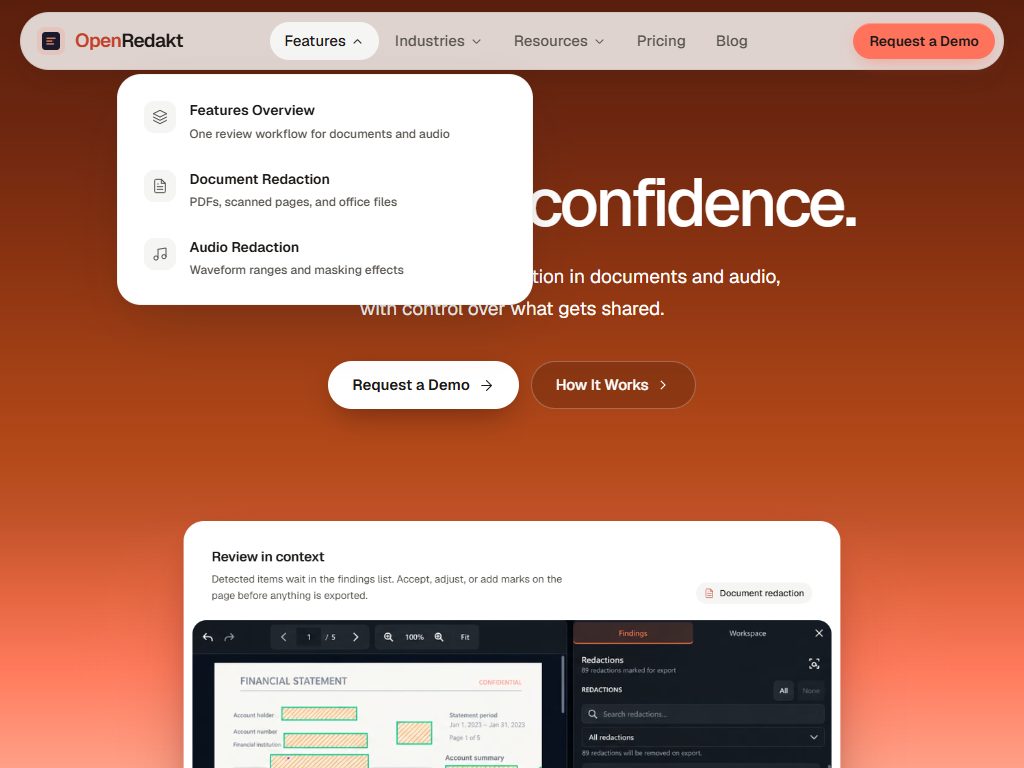 OpenRedakt
Features
Industries
Resources
Pricing
Blog
Request a Demo
Features Overview
One review workflow for documents and audio
Document Redaction
PDFs, scanned pages, and office files
Audio Redaction
Waveform ranges and masking effects
confidence.
tion in documents and audio,
with control over what gets shared.
Request a Demo
How It Works
Review in context
Detected items wait in the findings list. Accept, adjust, or add marks on the
page before anything is exported.
Document redaction
1 / 5
100%
Fit
Findings
Workspace
Redactions
89 redactions marked for export
REDACTIONS
All
None
Search redactions...
All redactions
89 redactions will be removed on export.
FINANCIAL STATEMENT
CONFIDENTIAL
Account holder
Account number
Financial institution
Statement period
Jan 1, 2023 – Jan 31, 2023
Page 1 of 5
Account summary